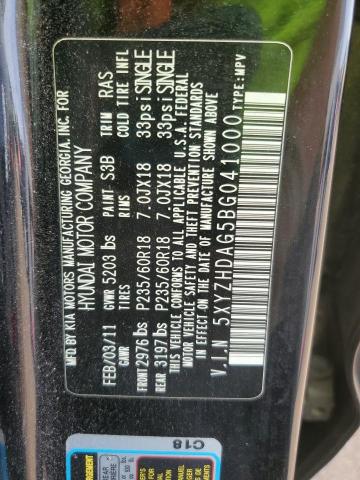 MFD. BY KIA MOTORS MANUFACTURING GEORGIA, INC. FOR
HYUNDAI MOTOR COMPANY
FEB/03/11 GVWR 5203 lbs PAINT: S3B TRIM RAS
GAWR TIRES RIMS COLD TIRE INFL
FRONT 2976 lbs P235/60R18 7.0JX18 33psi SINGLE
REAR 3197 lbs P235/60R18 7.0JX18 33psi SINGLE
THIS VEHICLE CONFORMS TO ALL APPLICABLE U.S.A. FEDERAL
MOTOR VEHICLE SAFETY AND THEFT PREVENTION STANDARDS
IN EFFECT ON THE DATE OF MANUFACTURE SHOWN ABOVE
V.I.N. 5XYZHDAG5BG041000 TYPE: MPV
C18